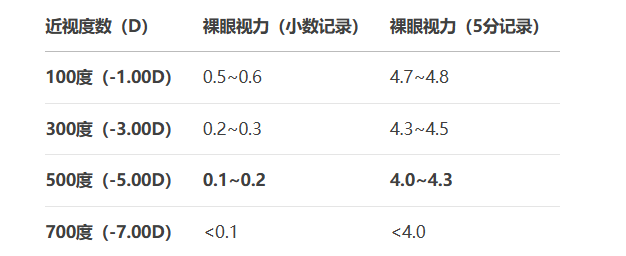 近视度数（D） 裸眼视力（小数记录） 裸眼视力（5分记录）
100度（-1.00D） 0.5~0.6 4.7~4.8
300度（-3.00D） 0.2~0.3 4.3~4.5
500度（-5.00D） 0.1~0.2 4.0~4.3
700度（-7.00D） <0.1 <4.0